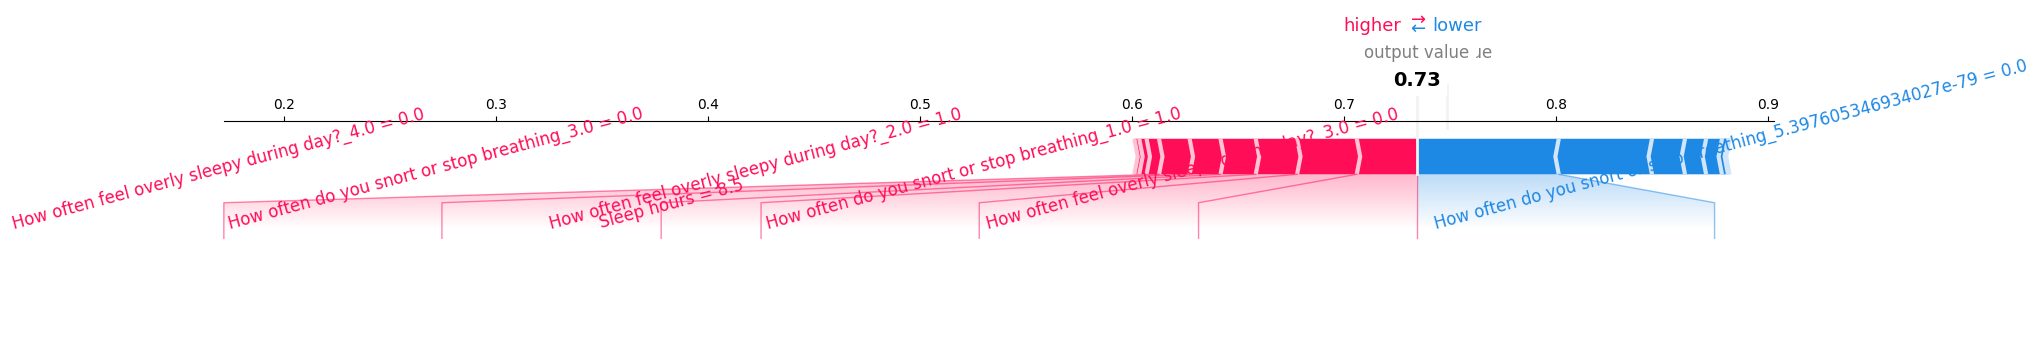 higher ⇄ lower
output value ue
0.73
0.2 0.3 0.4 0.5 0.6 0.7 0.8 0.9
How often feel overly sleepy during day?_4.0 = 0.0
How often do you snort or stop breathing_3.0 = 0.0
Sleep hours = 8.5
How often feel overly sleepy during day?_2.0 = 1.0
How often do you snort or stop breathing_1.0 = 1.0
How often feel overly sleepy during day?_3.0 = 0.0
How often do you snort or stop breathing_5.397605346934027e-79 = 0.0